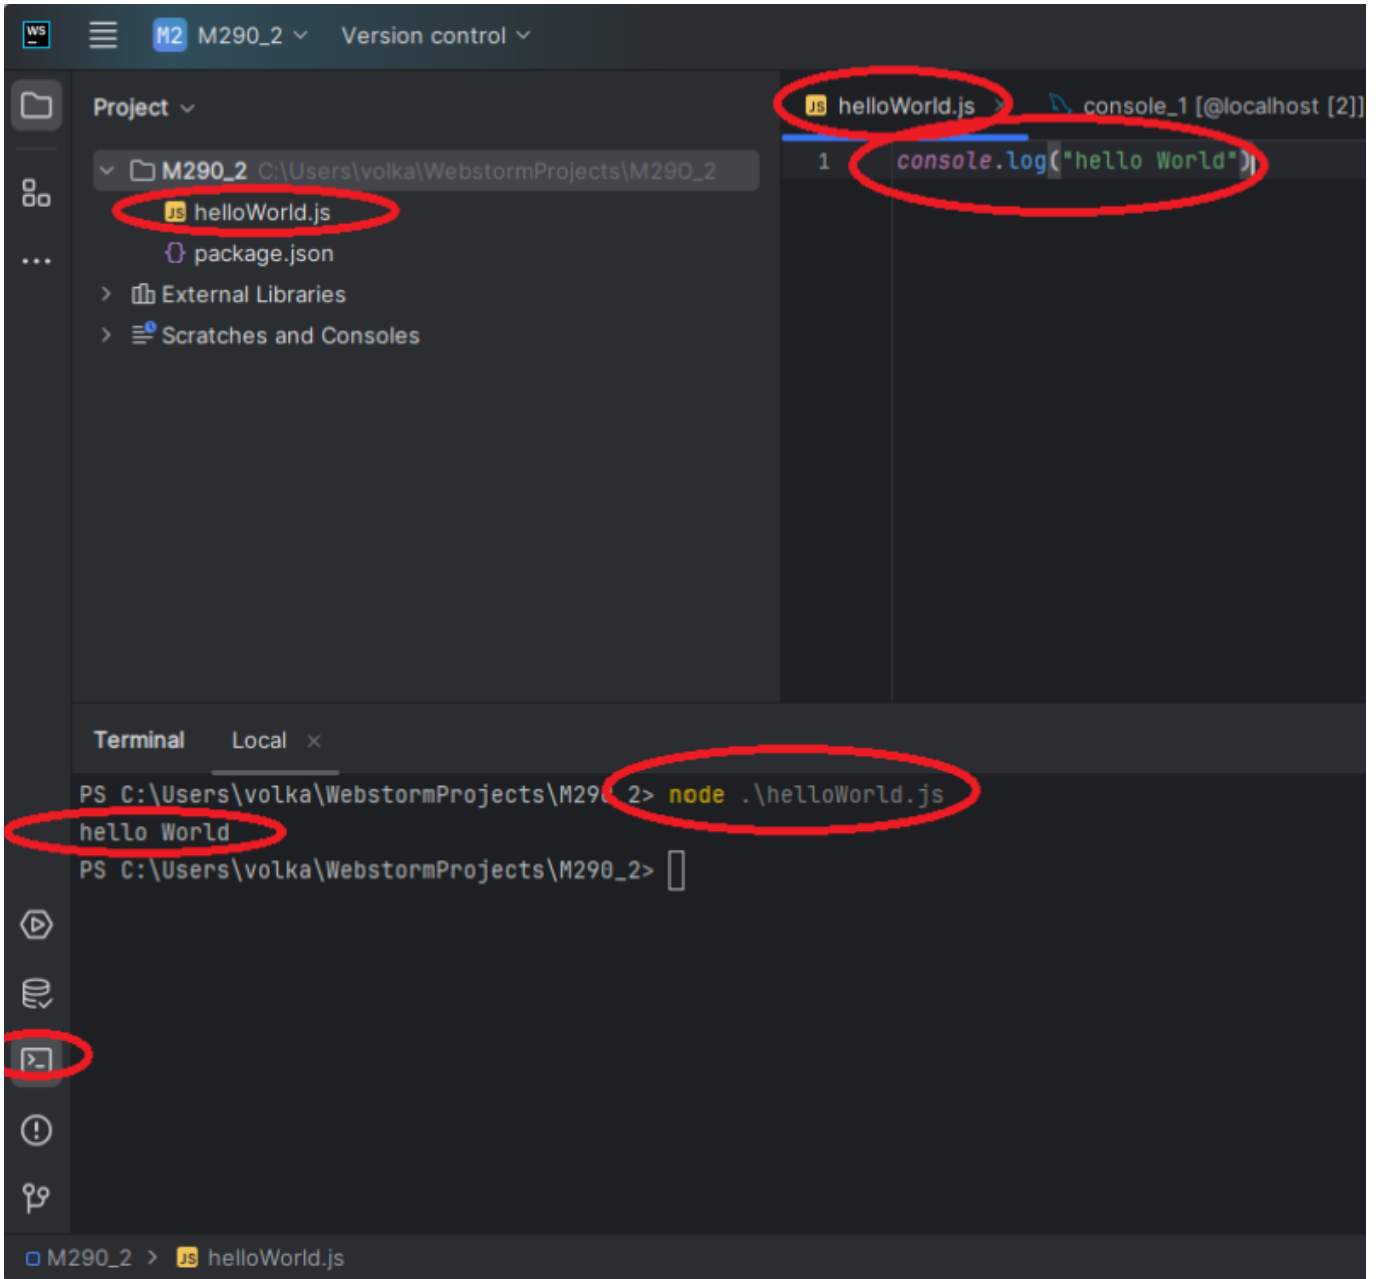 WS
M2 M290_2 Version control
Project
helloWorld.js
console_1 [@localhost [2]]
M290_2 C:\Users\volka\WebstormProjects\M290_2
JS helloWorld.js
{} package.json
External Libraries
Scratches and Consoles
1 console.log("hello World")
Terminal Local
PS C:\Users\volka\WebstormProjects\M290_2> node .\helloWorld.js
hello World
PS C:\Users\volka\WebstormProjects\M290_2>
M290_2 > JS helloWorld.js